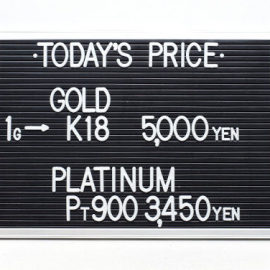 ·TODAY'S PRICE·
GOLD
1G→ K18 5,000 YEN
PLATINUM
PT900 3,450 YEN